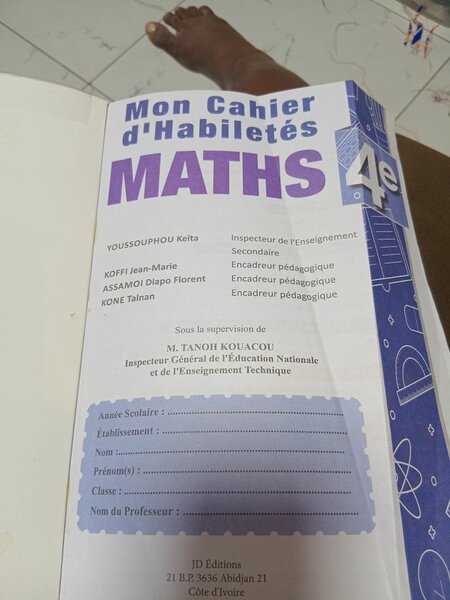 Mon Cahier
d'Habiletés
MATHS
4e
YOUSSOUPHOU Keïta Inspecteur de l'Enseignement
Secondaire
KOFFI Jean-Marie Encadreur pédagogique
ASSAMOI Diapo Florent Encadreur pédagogique
KONE Talnan Encadreur pédagogique
Sous la supervision de
M. TANOH KOUACOU
Inspecteur Général de l'Éducation Nationale
et de l'Enseignement Technique
Année Scolaire :
Établissement :
Nom :
Prénom(s) :
Classe :
Nom du Professeur :
JD Éditions
21 B.P. 3636 Abidjan 21
Côte d'Ivoire